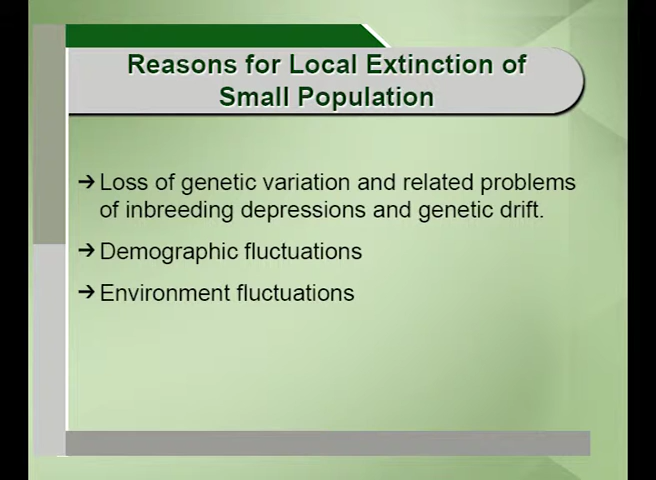 Reasons for Local Extinction of
Small Population
→ Loss of genetic variation and related problems
of inbreeding depressions and genetic drift.
→ Demographic fluctuations
→ Environment fluctuations